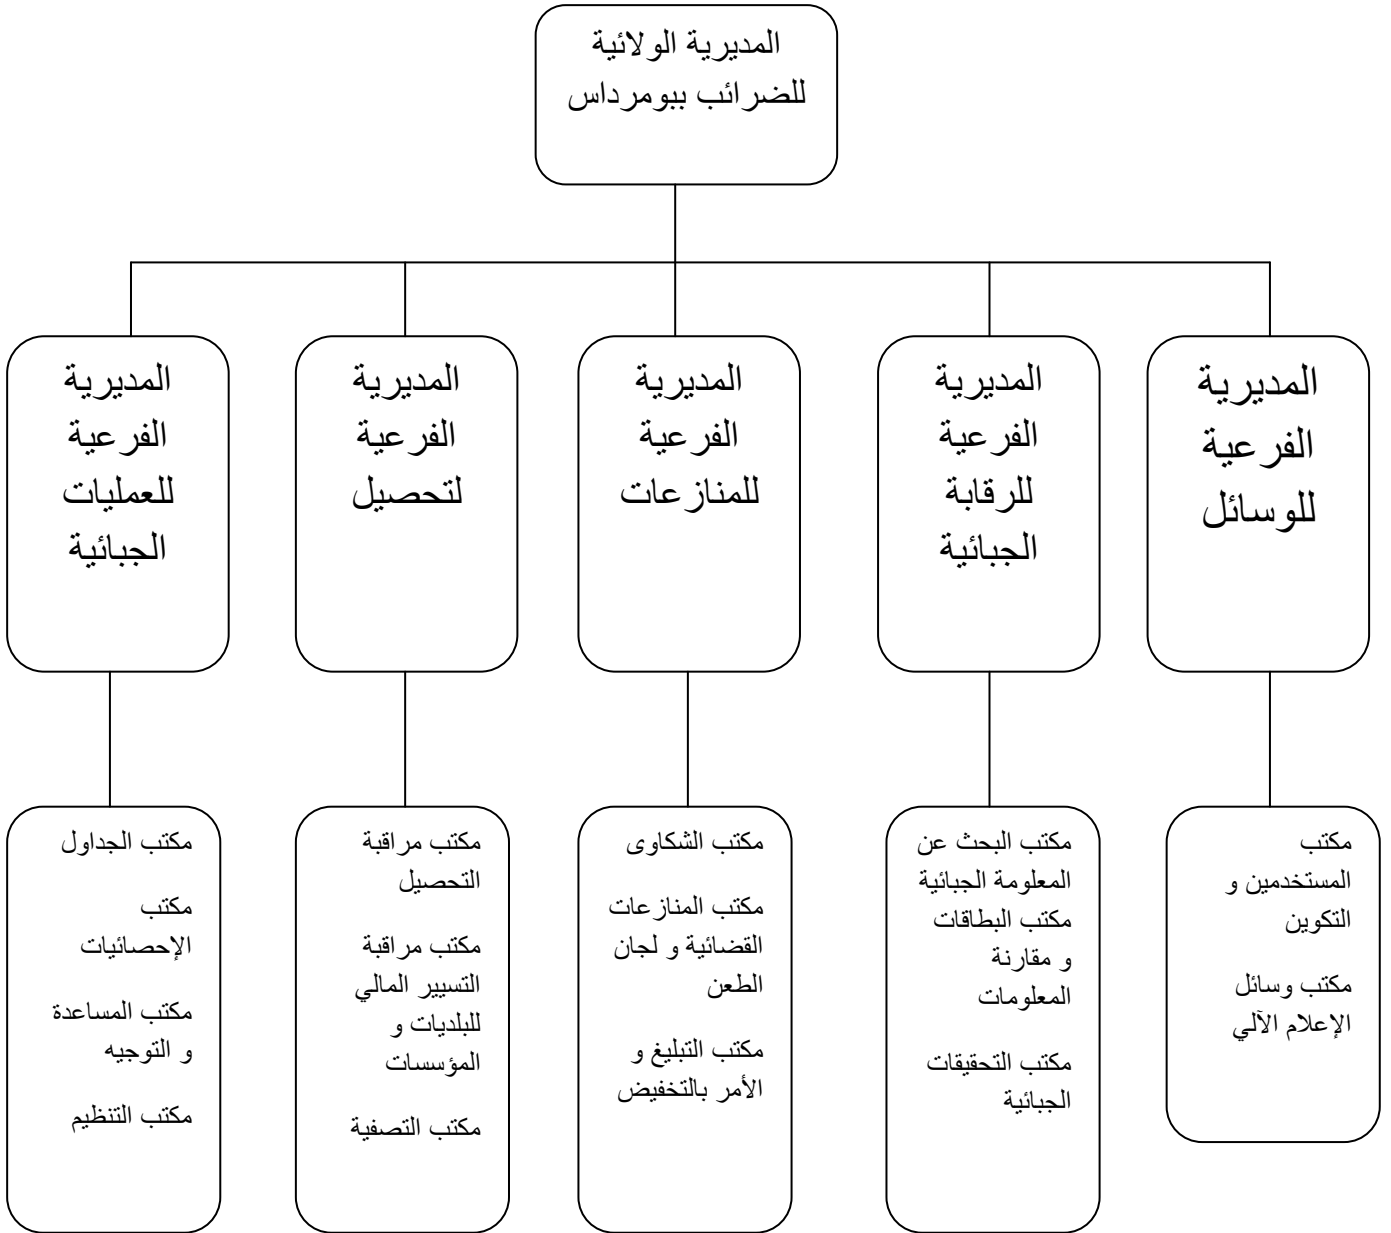 المديرية الولائية
للضرائب ببومرداس
المديرية
الفرعية
للوسائل
المديرية
الفرعية
للرقابة
الجبائية
المديرية
الفرعية
للمنازعات
المديرية
الفرعية
لتحصيل
المديرية
الفرعية
للعمليات
الجبائية
مكتب
المستخدمين و
التكوين
مكتب وسائل
الإعلام الآلي
مكتب البحث عن
المعلومة الجبائية
مكتب البطاقات
و مقارنة
المعلومات
مكتب التحقيقات
الجبائية
مكتب الشكاوى
مكتب المنازعات
القضائية و لجان
الطعن
مكتب التبليغ و
الأمر بالتخفيض
مكتب مراقبة
التحصيل
مكتب مراقبة
التسيير المالي
للبلديات و
المؤسسات
مكتب التصفية
مكتب الجداول
مكتب
الإحصائيات
مكتب المساعدة
و التوجيه
مكتب التنظيم